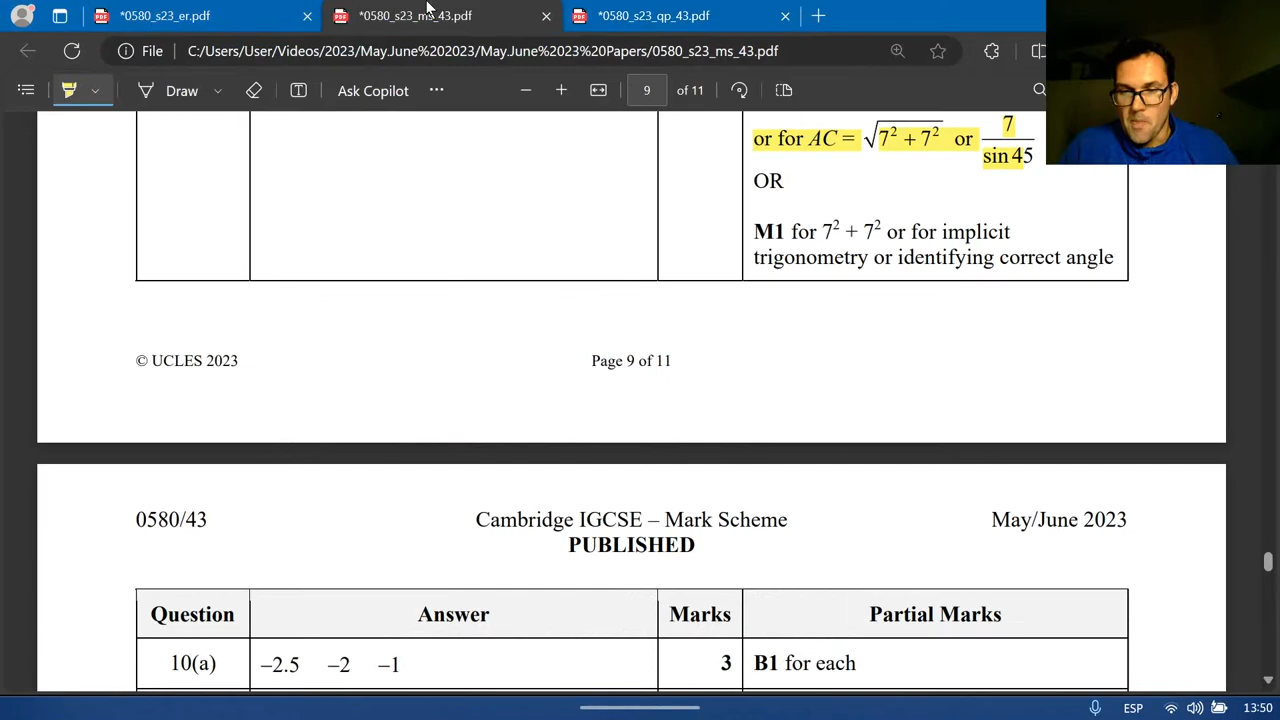 *0580_s23_er.pdf
*0580_s23_ms_43.pdf
*0580_s23_qp_43.pdf
File
C:/Users/User/Videos/2023/May.June%202023/May.June%2023%20Papers/0580_s23_ms_43.pdf
Draw
Ask Copilot
9 of 11
or for AC = √7² + 7² or 7
sin 45
OR
M1 for 7² + 7² or for implicit
trigonometry or identifying correct angle
© UCLES 2023
Page 9 of 11
0580/43
Cambridge IGCSE – Mark Scheme
May/June 2023
PUBLISHED
Question Answer Marks Partial Marks
10(a) –2.5 –2 –1 3 B1 for each
ESP 13:50